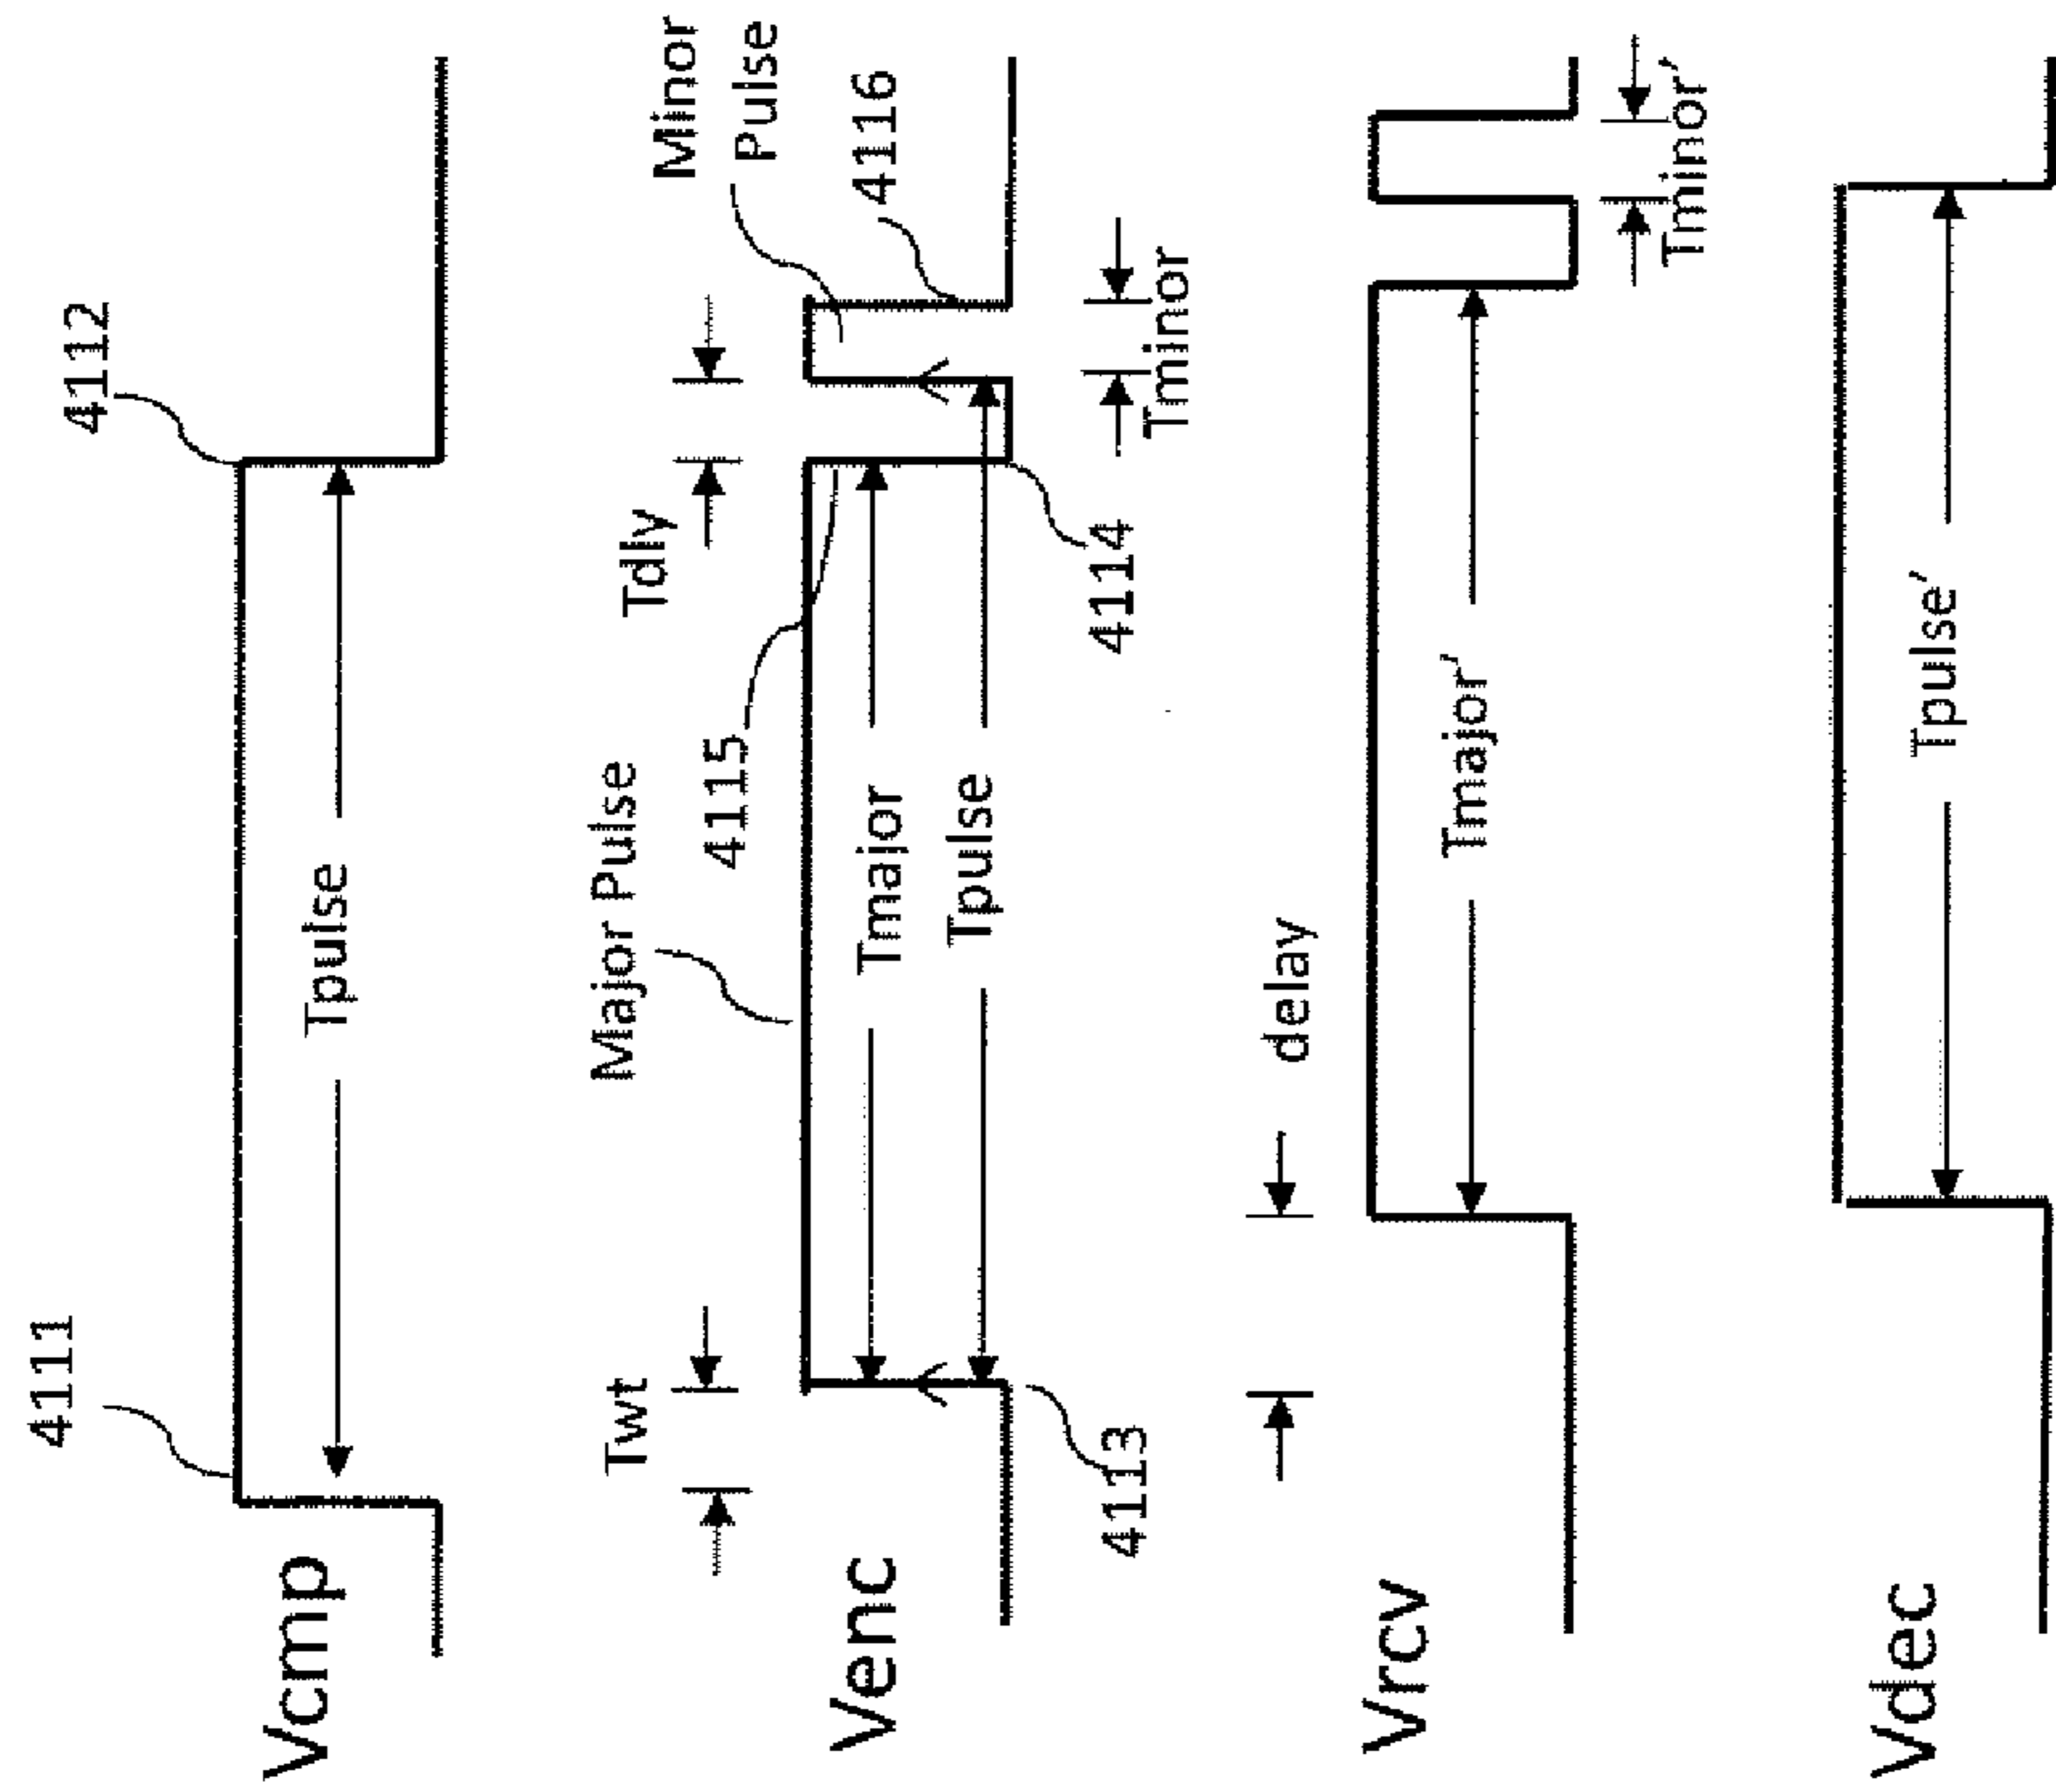 Vcmp
4111
4112
Tpulse
Venc
Twt
Major Pulse
Tdly
Minor
Pulse
4115
4116
Tmajor
Tpulse
4113
4114
Tminor
Vrcv
delay
Tmajor'
Tminor'
Vdec
Tpulse'